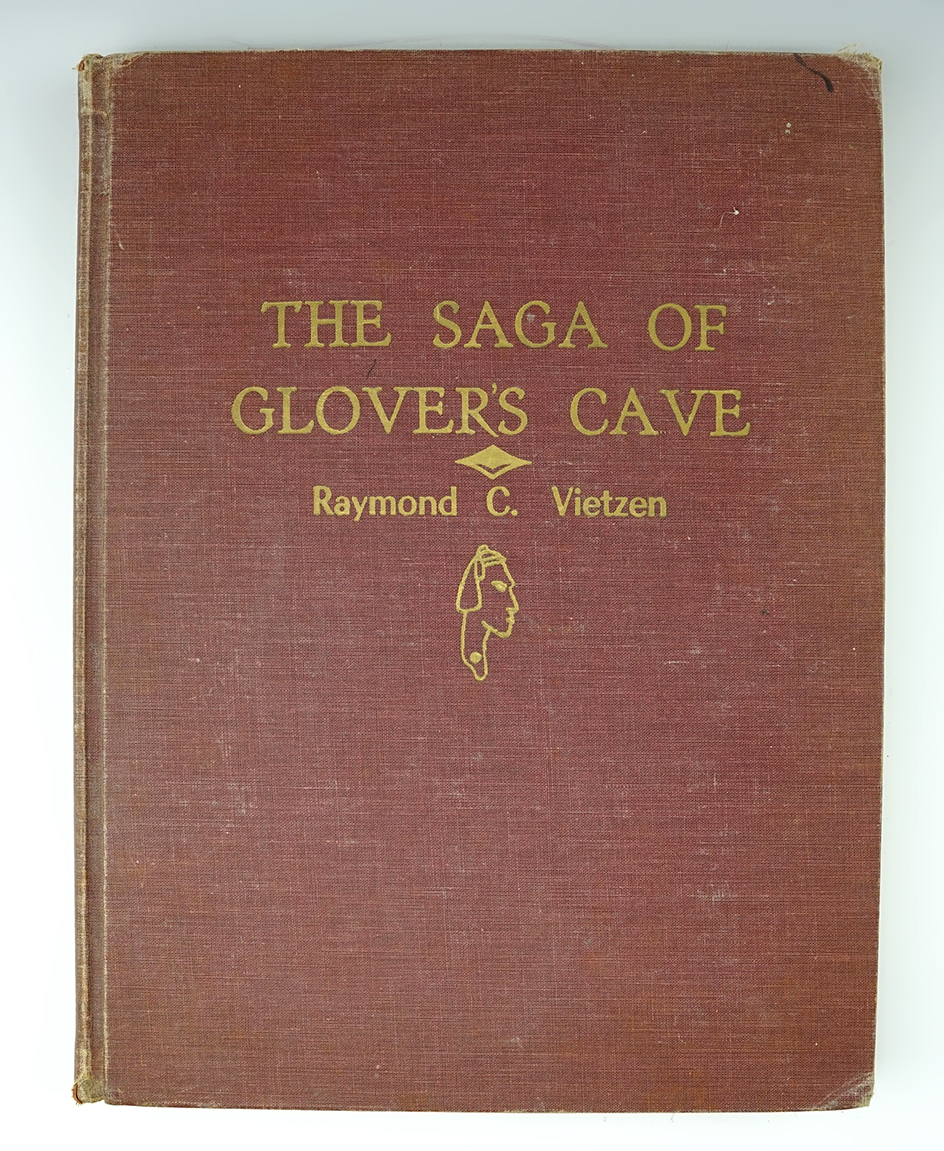 THE SAGA OF
GLOVER'S CAVE
Raymond C. Vietzen